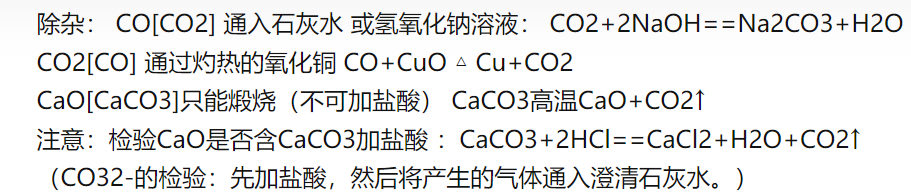 除杂： CO[CO2] 通入石灰水 或氢氧化钠溶液： CO2+2NaOH==Na2CO3+H2O
CO2[CO] 通过灼热的氧化铜 CO+CuO △ Cu+CO2
CaO[CaCO3]只能煅烧（不可加盐酸） CaCO3高温CaO+CO2↑
注意：检验CaO是否含CaCO3加盐酸 ：CaCO3+2HCl==CaCl2+H2O+CO2↑
（CO32-的检验：先加盐酸，然后将产生的气体通入澄清石灰水。）